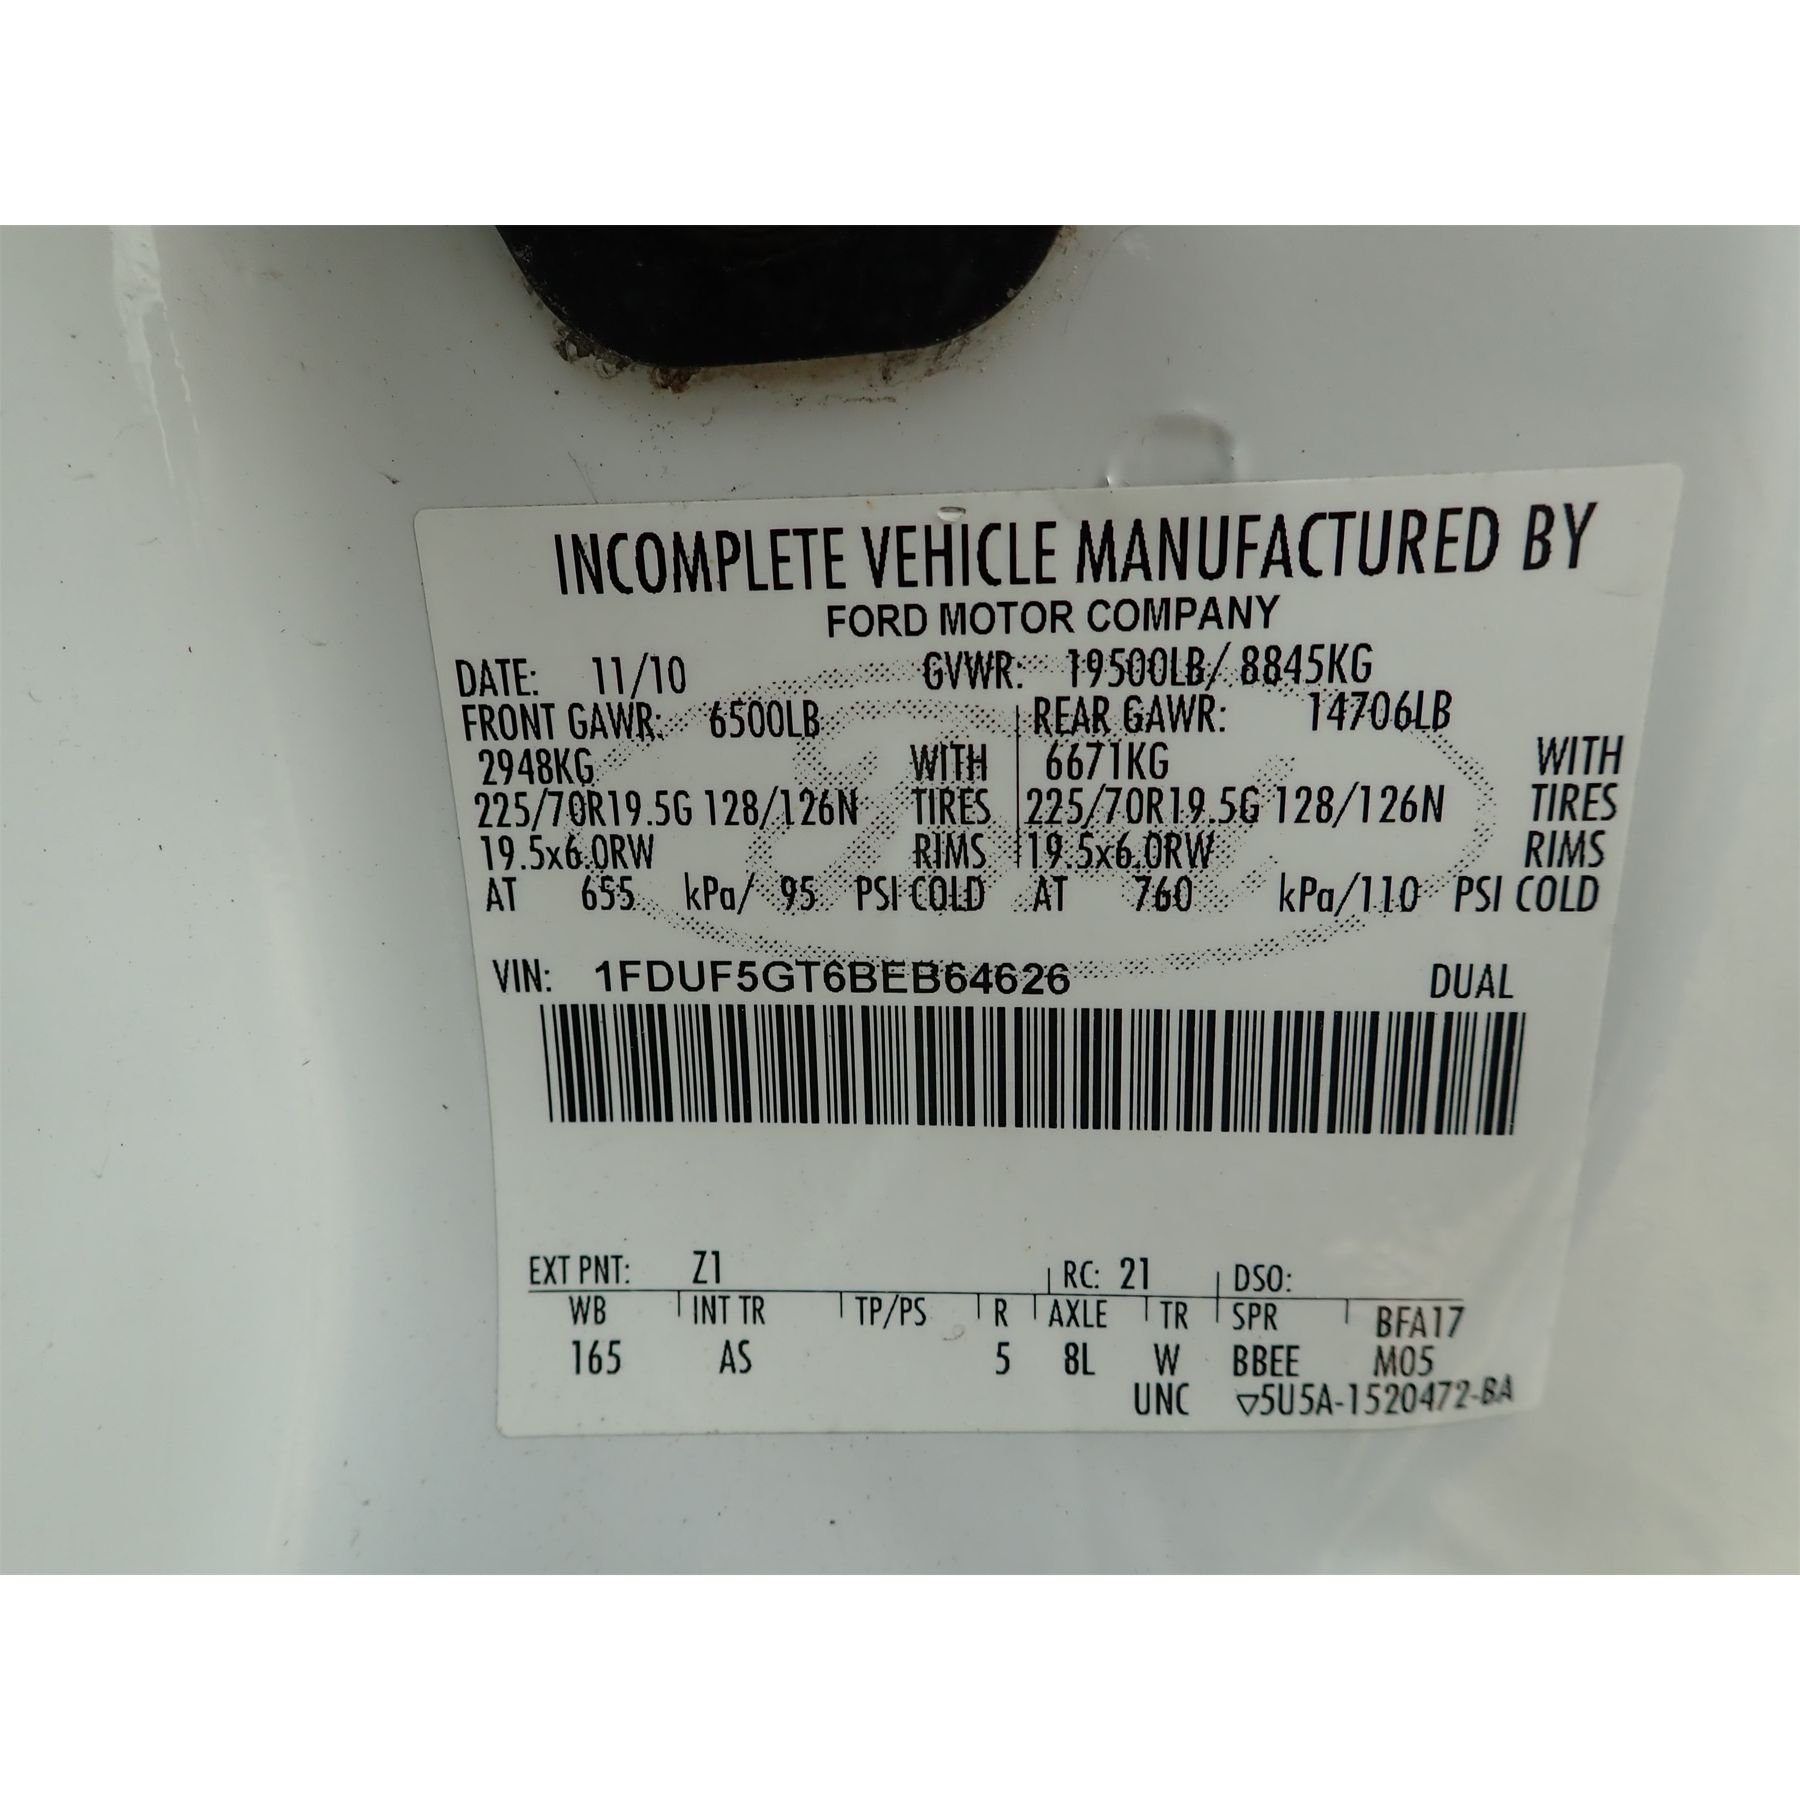 INCOMPLETE VEHICLE MANUFACTURED BY
FORD MOTOR COMPANY
DATE: 11/10 GVWR: 19500LB/ 8845KG
FRONT GAWR: 6500LB REAR GAWR: 14706LB
2948KG WITH 6671KG WITH
225/70R19.5G 128/126N TIRES 225/70R19.5G 128/126N TIRES
19.5x6.0RW RIMS 19.5x6.0RW RIMS
AT 655 kPa/ 95 PSI COLD AT 760 kPa/110 PSI COLD
VIN: 1FDUF5GT6BEB64626 DUAL
EXT PNT: Z1 RC: 21 DSO:
WB INT TR TP/PS R AXLE TR SPR BFA17
165 AS 5 8L W BBEE M05
UNC ▽5U5A-1520472-BA